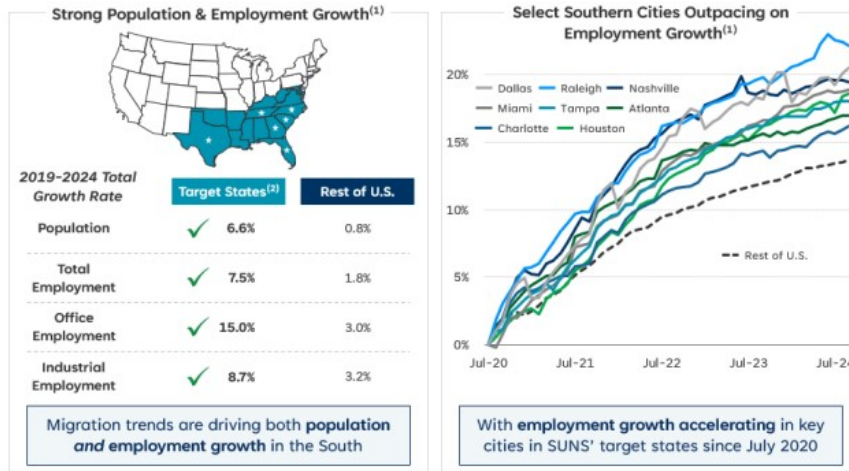 Strong Population & Employment Growth(1)
2019-2024 Total
Growth Rate
Target States(2)
Rest of U.S.
Population
6.6%
0.8%
Total
Employment
7.5%
1.8%
Office
Employment
15.0%
3.0%
Industrial
Employment
8.7%
3.2%
Migration trends are driving both population
and employment growth in the South
Select Southern Cities Outpacing on
Employment Growth(1)
20%
15%
10%
5%
0%
Dallas
Raleigh
Nashville
Miami
Tampa
Atlanta
Charlotte
Houston
Rest of U.S.
Jul-20
Jul-21
Jul-22
Jul-23
Jul-24
With employment growth accelerating in key
cities in SUNS' target states since July 2020